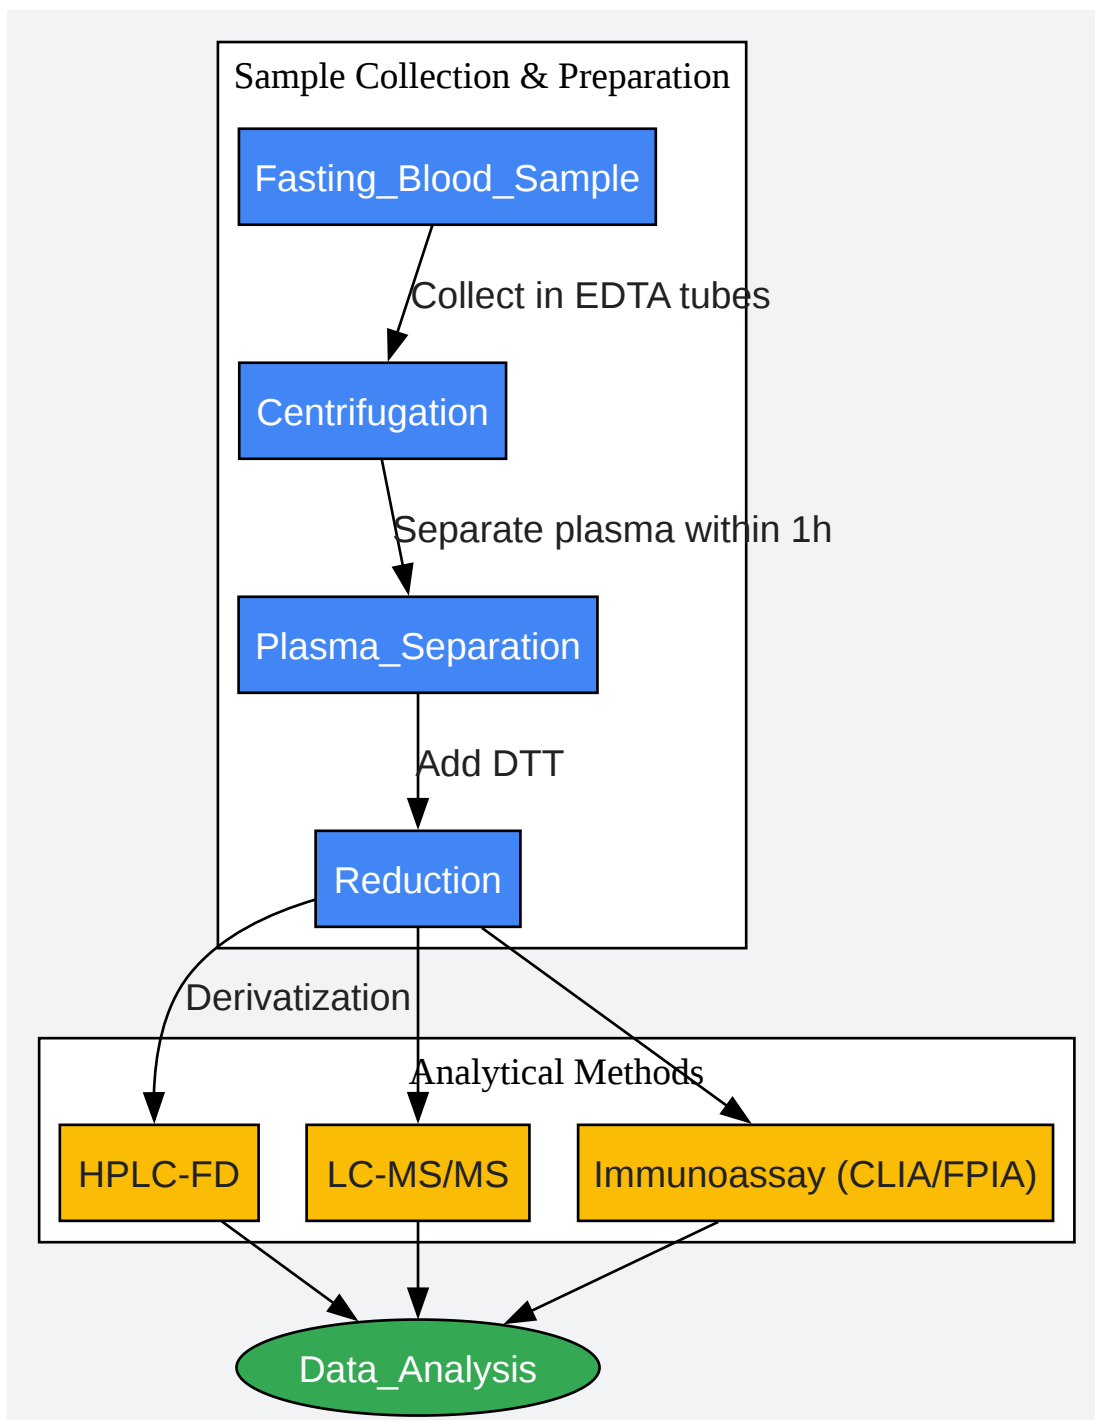 Sample Collection & Preparation
Fasting_Blood_Sample
Collect in EDTA tubes
Centrifugation
Separate plasma within 1h
Plasma_Separation
Add DTT
Reduction
Derivatization
Analytical Methods
HPLC-FD
LC-MS/MS
Immunoassay (CLIA/FPIA)
Data_Analysis